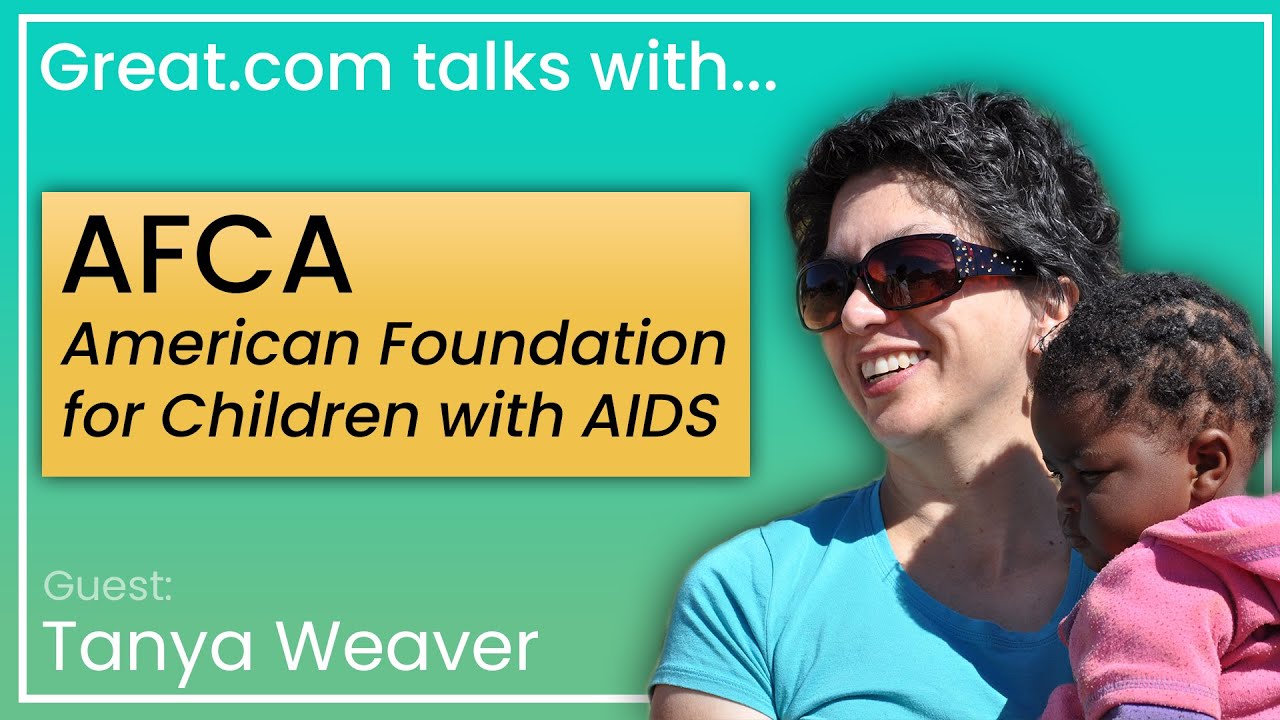 Great.com talks with...
AFCA
American Foundation
for Children with AIDS
Guest:
Tanya Weaver